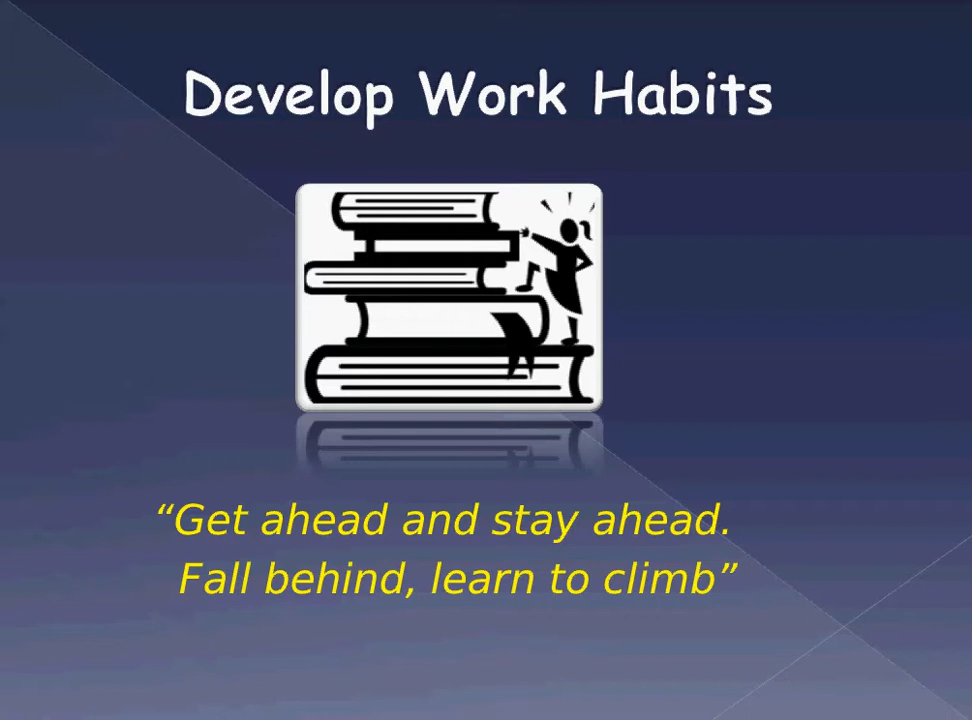 Develop Work Habits
“Get ahead and stay ahead.
Fall behind, learn to climb”